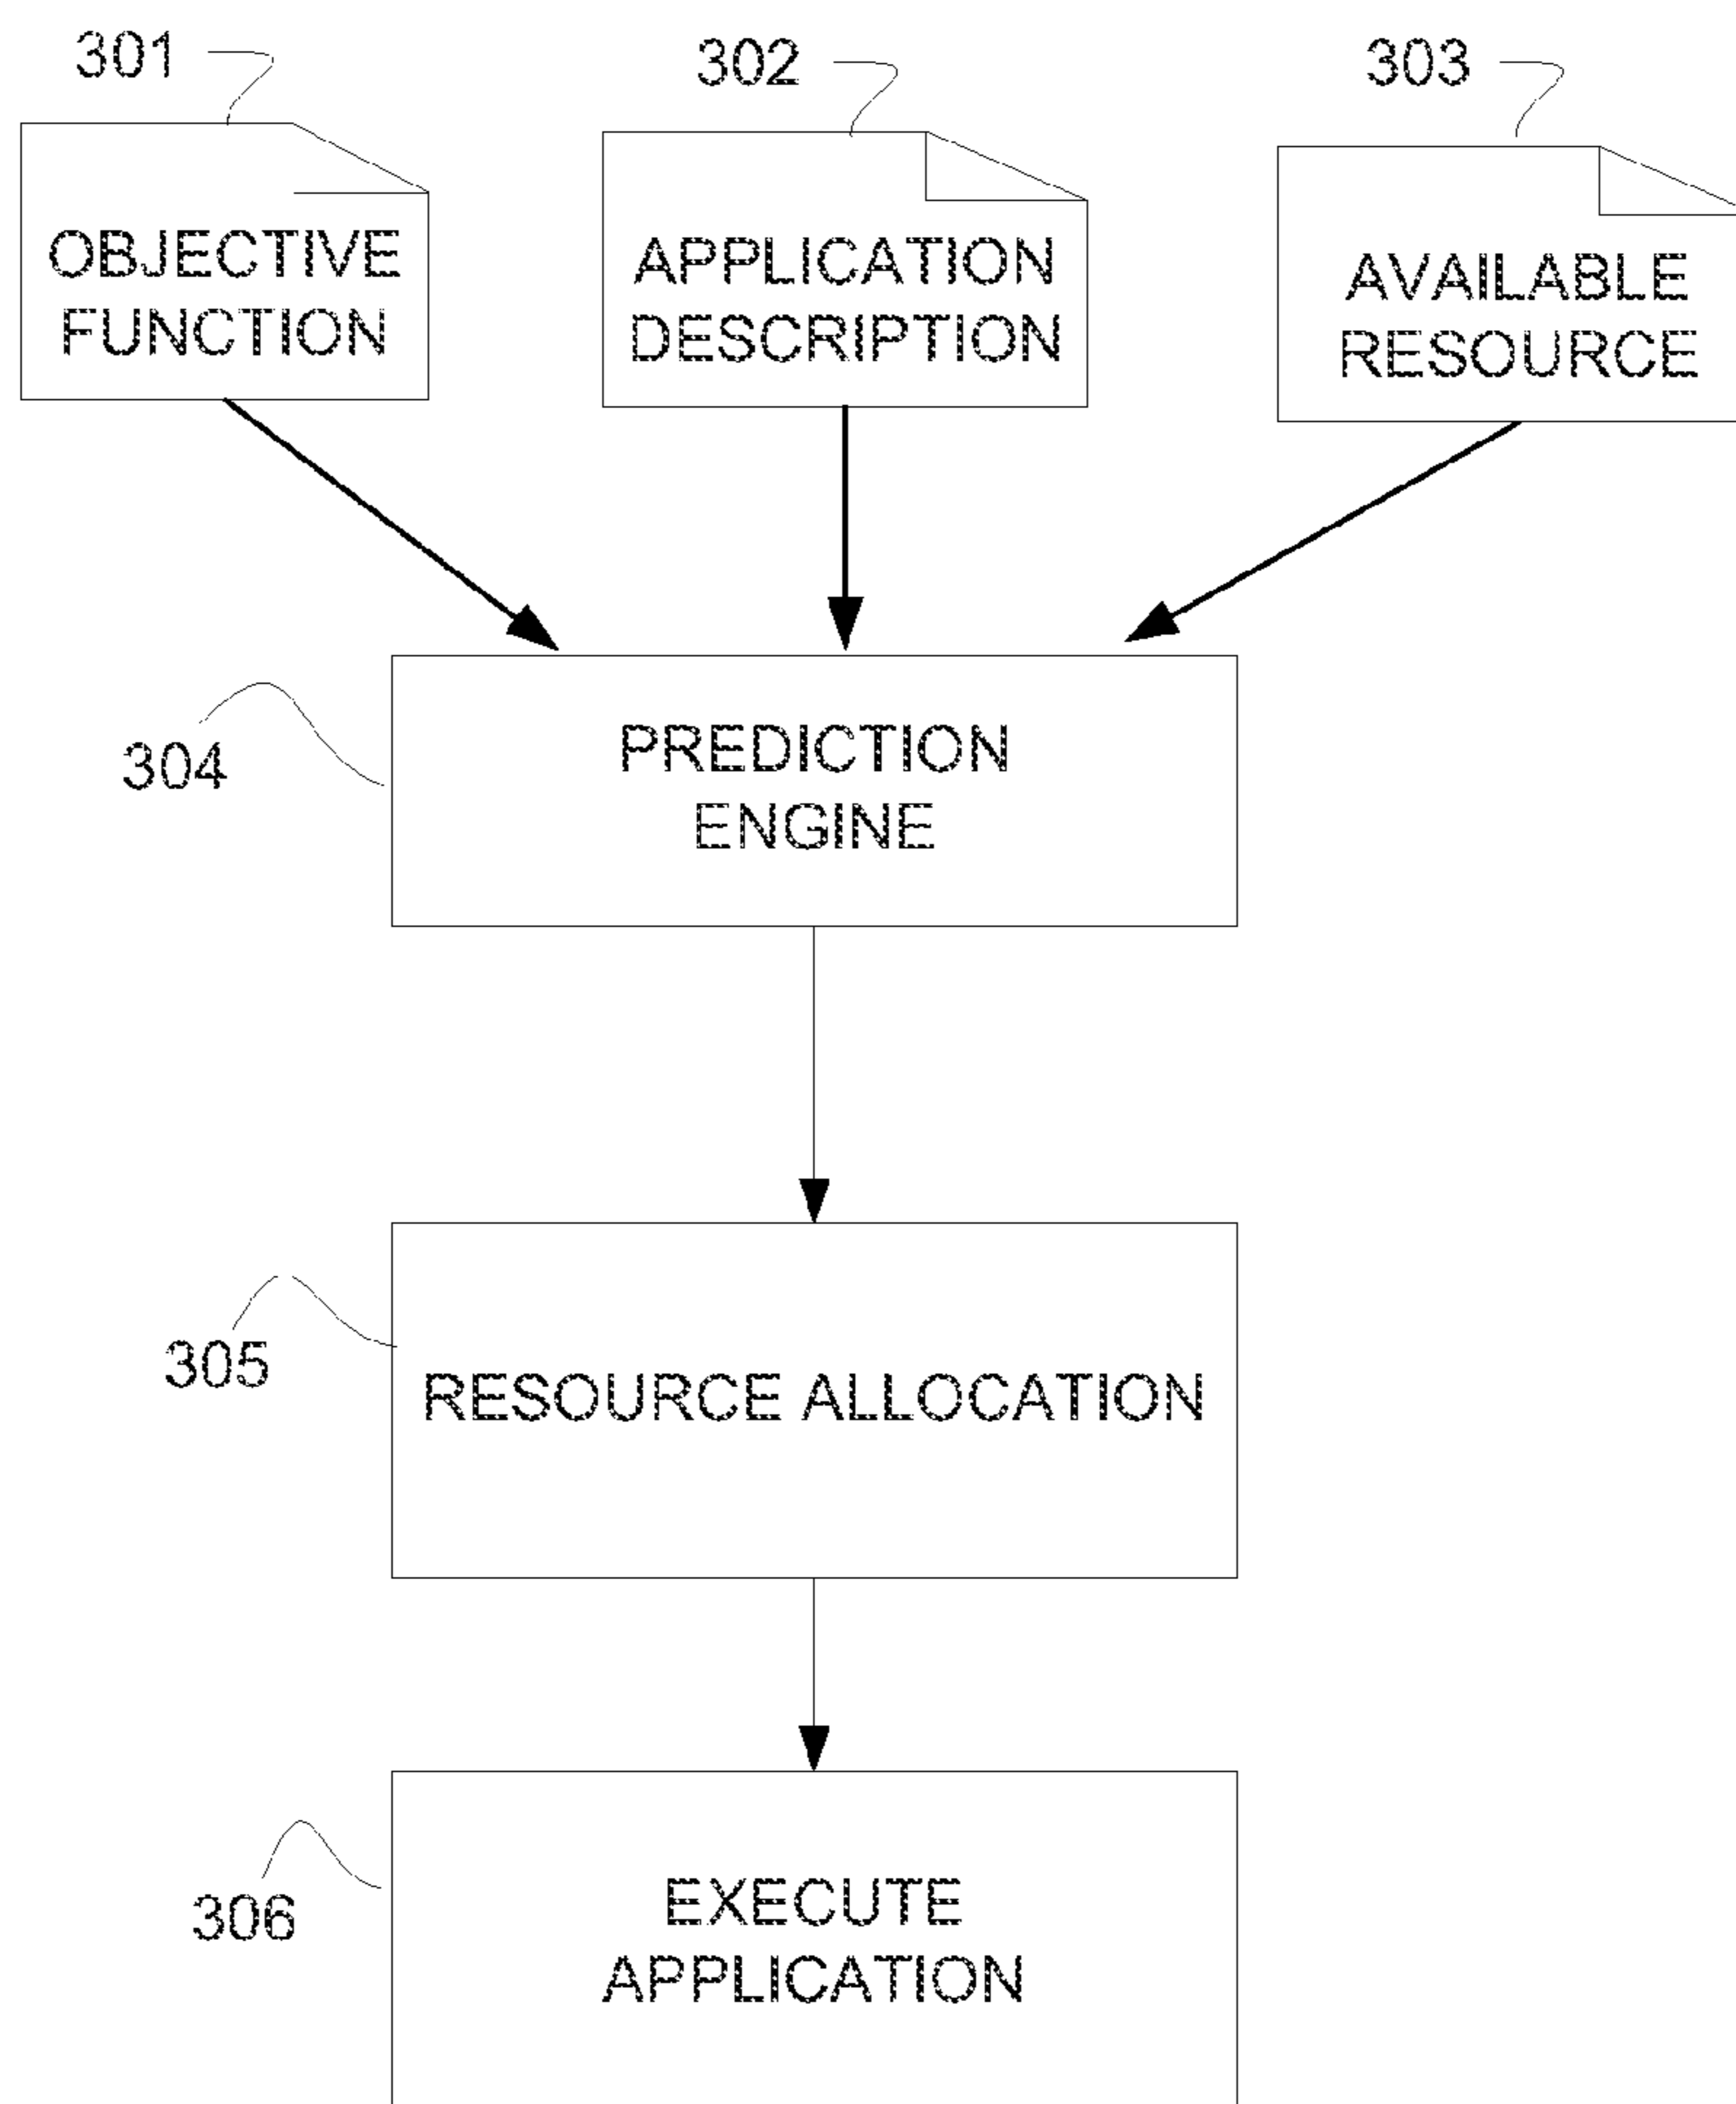 301
302
303
OBJECTIVE
FUNCTION
APPLICATION
DESCRIPTION
AVAILABLE
RESOURCE
304
PREDICTION
ENGINE
305
RESOURCE ALLOCATION
306
EXECUTE
APPLICATION